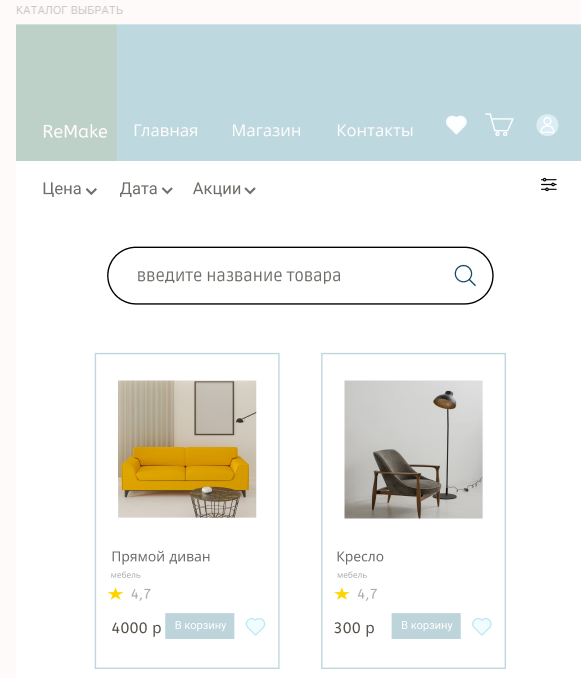 КАТАЛОГ ВЫБРАТЬ
ReMake Главная Магазин Контакты
Цена Дата Акции
введите название товара
Прямой диван
мебель
4,7
4000 р В корзину
Кресло
мебель
4,7
300 р В корзину